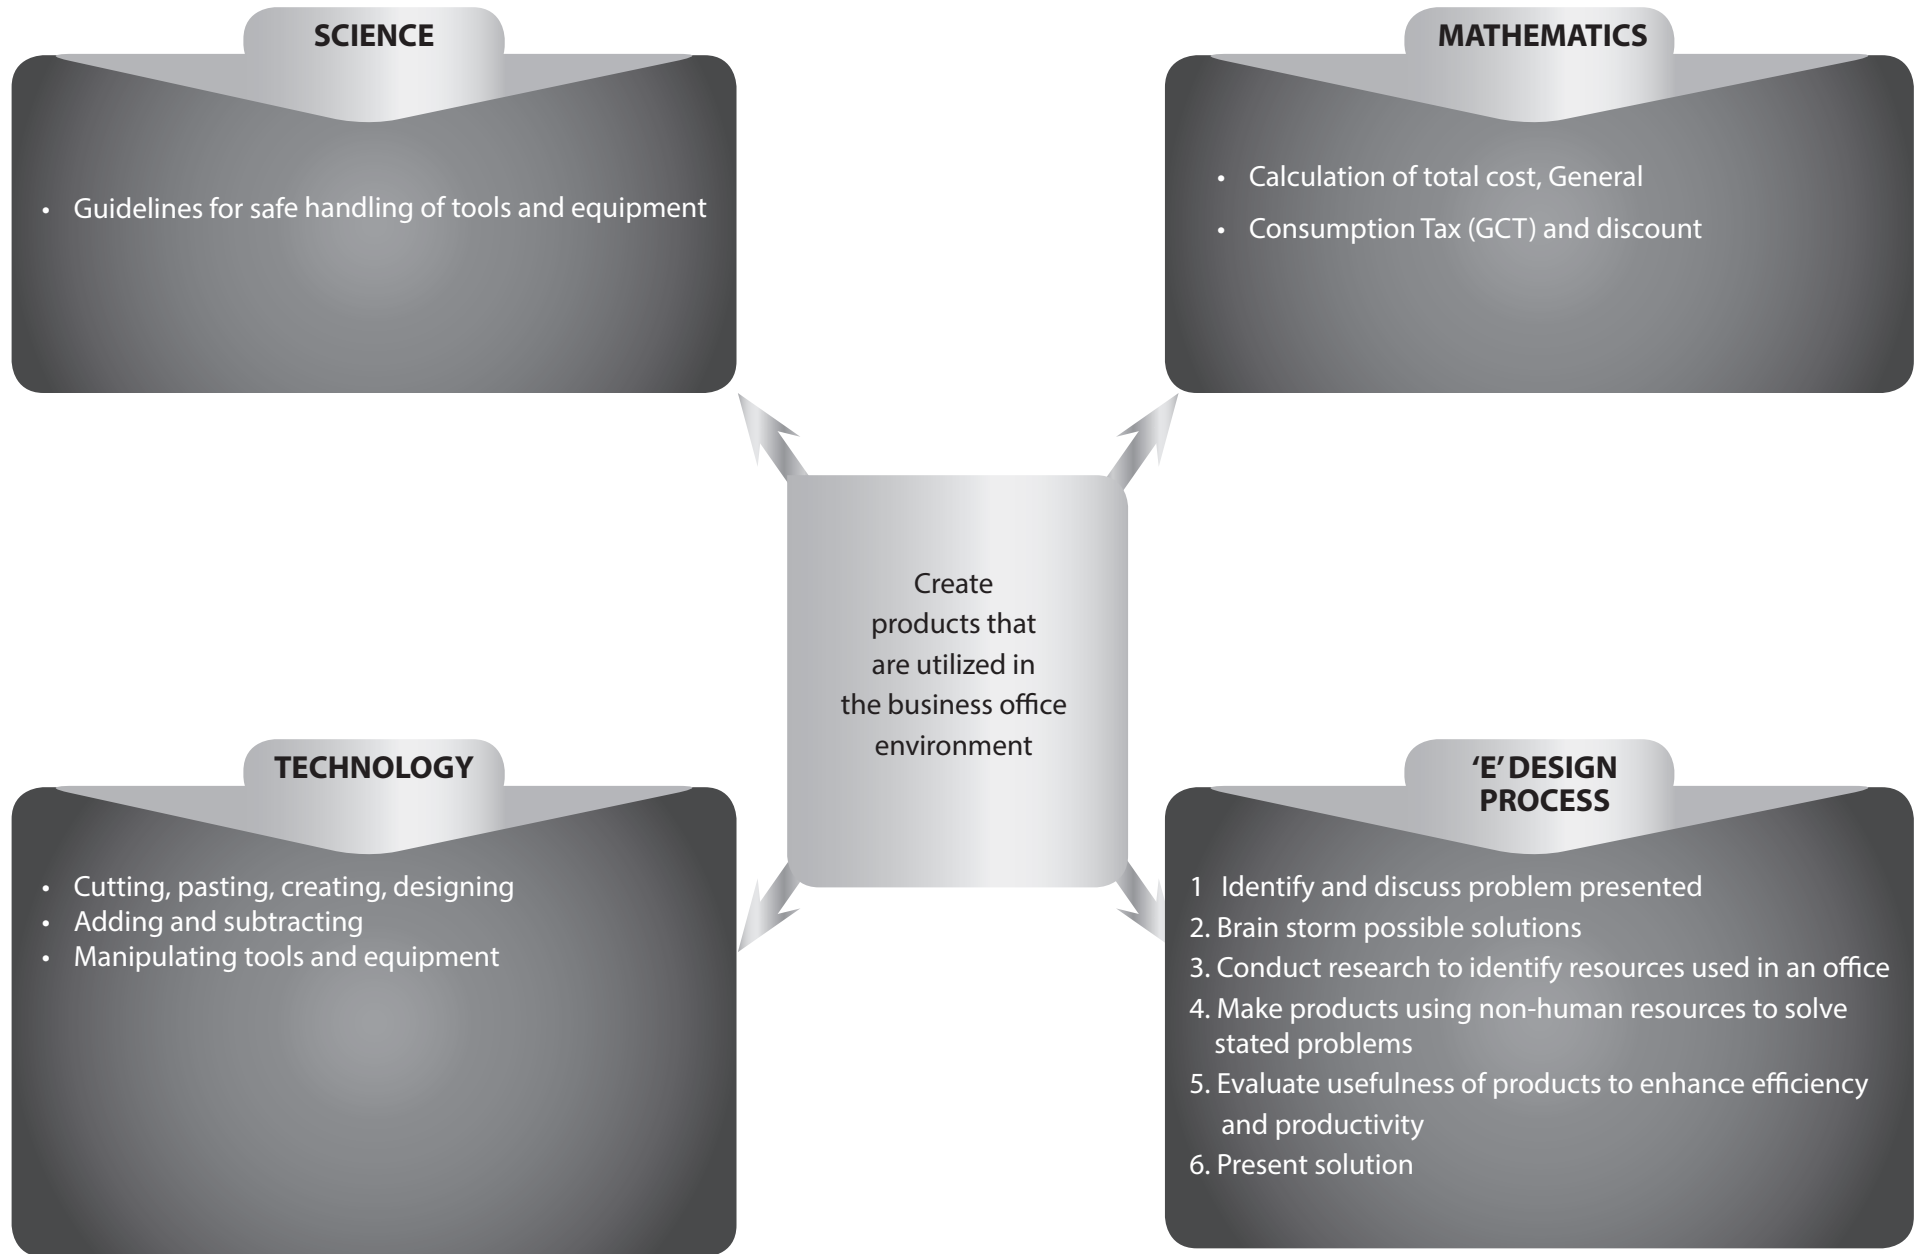 SCIENCE
• Guidelines for safe handling of tools and equipment
MATHEMATICS
• Calculation of total cost, General
• Consumption Tax (GCT) and discount
Create
products that
are utilized in
the business office
environment
TECHNOLOGY
• Cutting, pasting, creating, designing
• Adding and subtracting
• Manipulating tools and equipment
‘E’ DESIGN
PROCESS
1 Identify and discuss problem presented
2. Brain storm possible solutions
3. Conduct research to identify resources used in an office
4. Make products using non-human resources to solve
stated problems
5. Evaluate usefulness of products to enhance efficiency
and productivity
6. Present solution